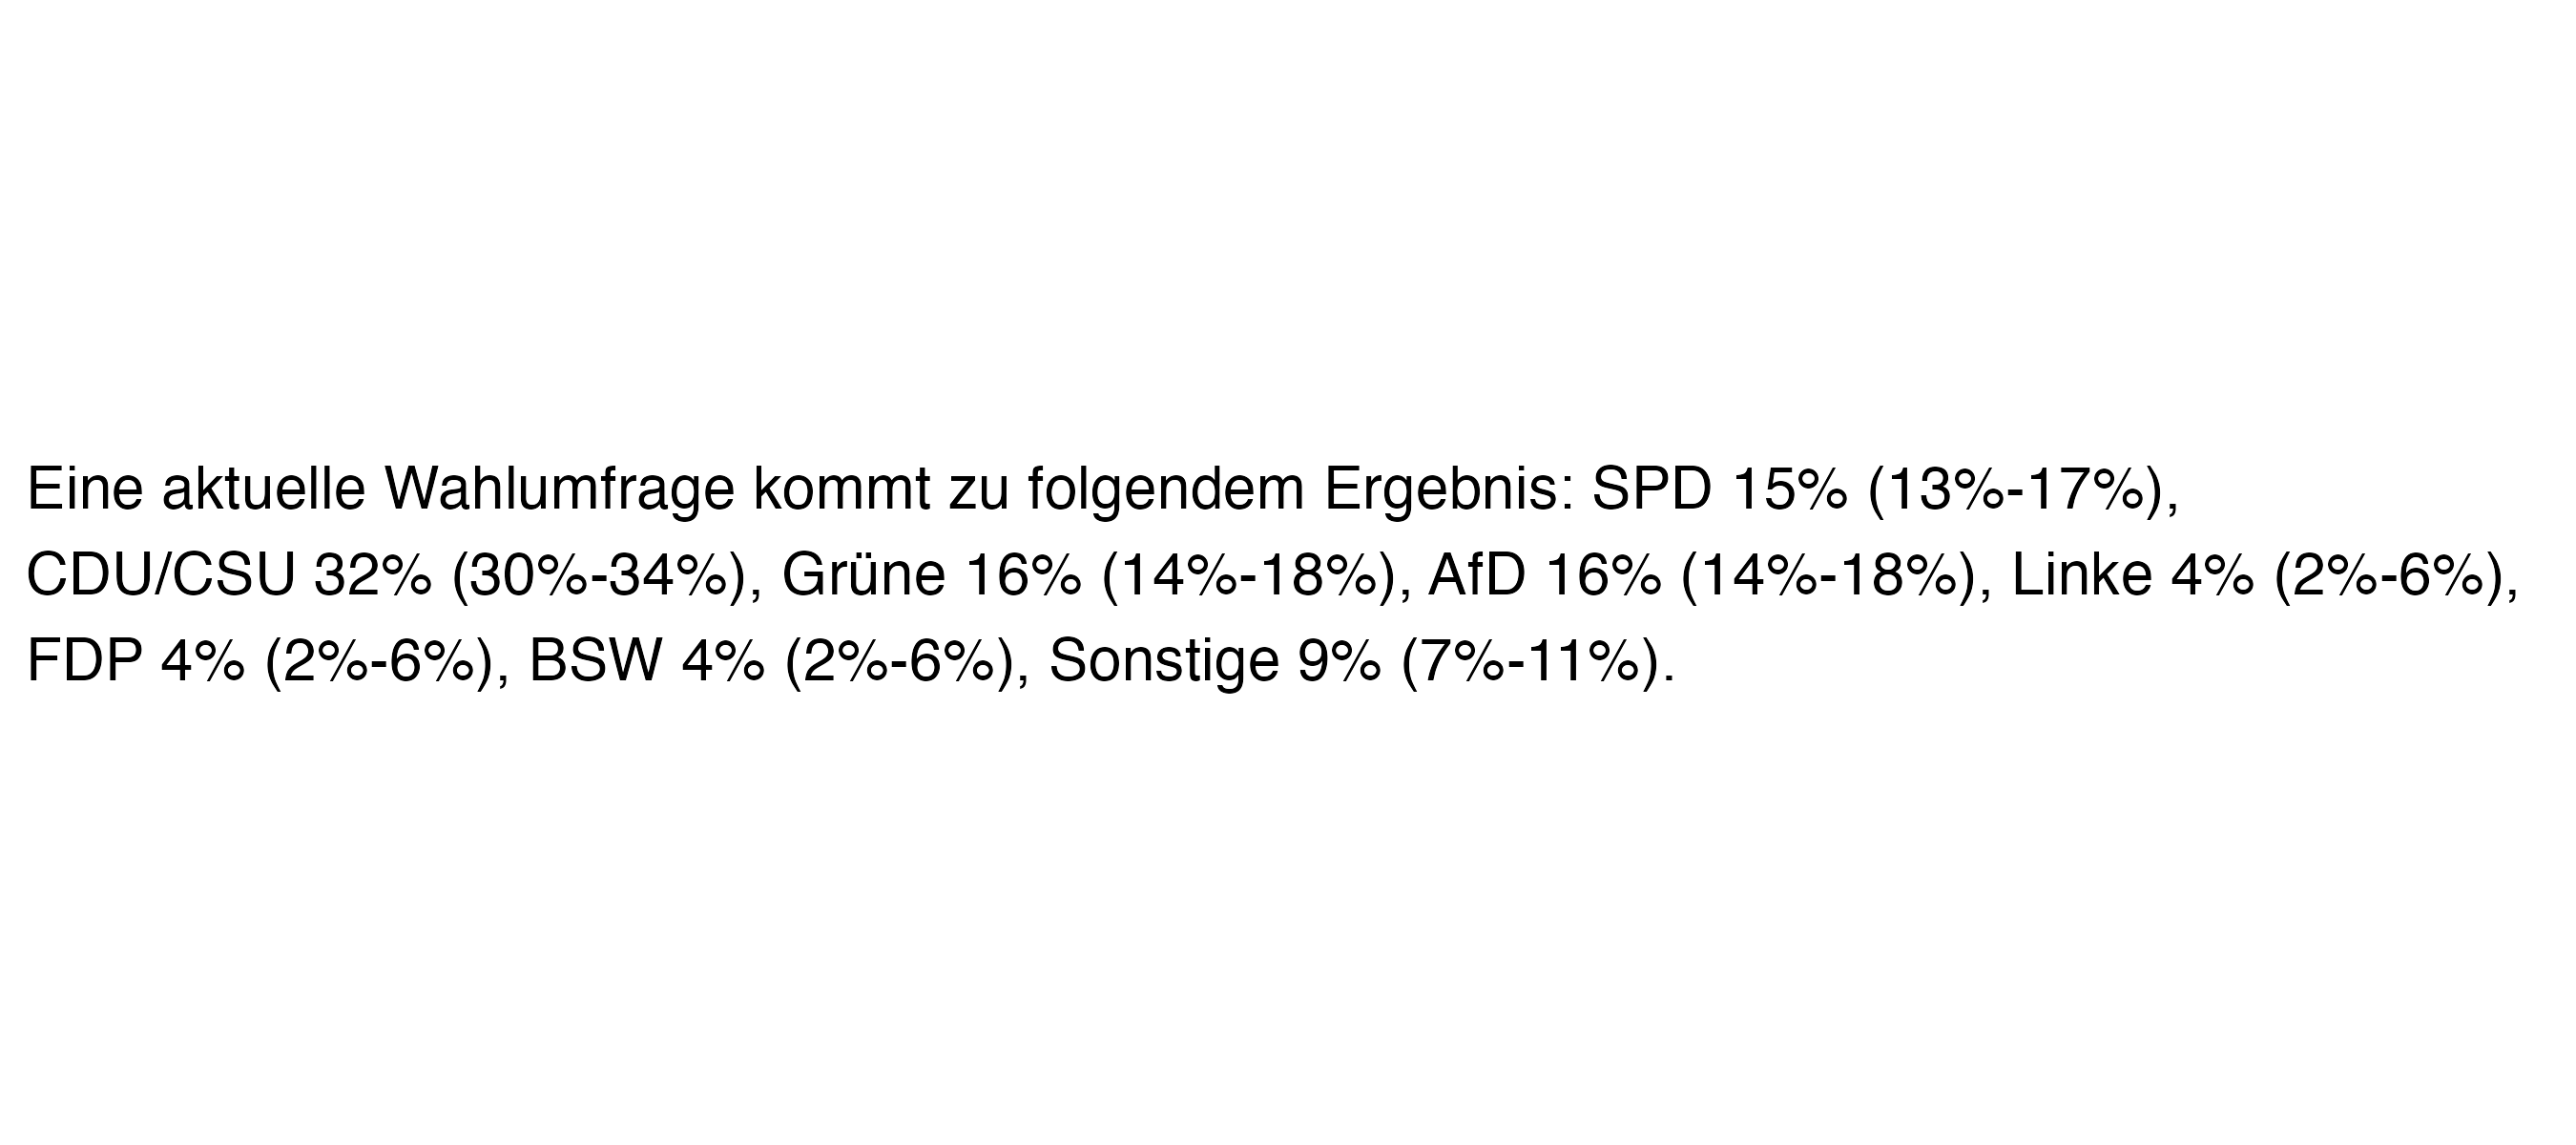 Eine aktuelle Wahlumfrage kommt zu folgendem Ergebnis: SPD 15% (13%-17%),
CDU/CSU 32% (30%-34%), Grüne 16% (14%-18%), AfD 16% (14%-18%), Linke 4% (2%-6%),
FDP 4% (2%-6%), BSW 4% (2%-6%), Sonstige 9% (7%-11%).